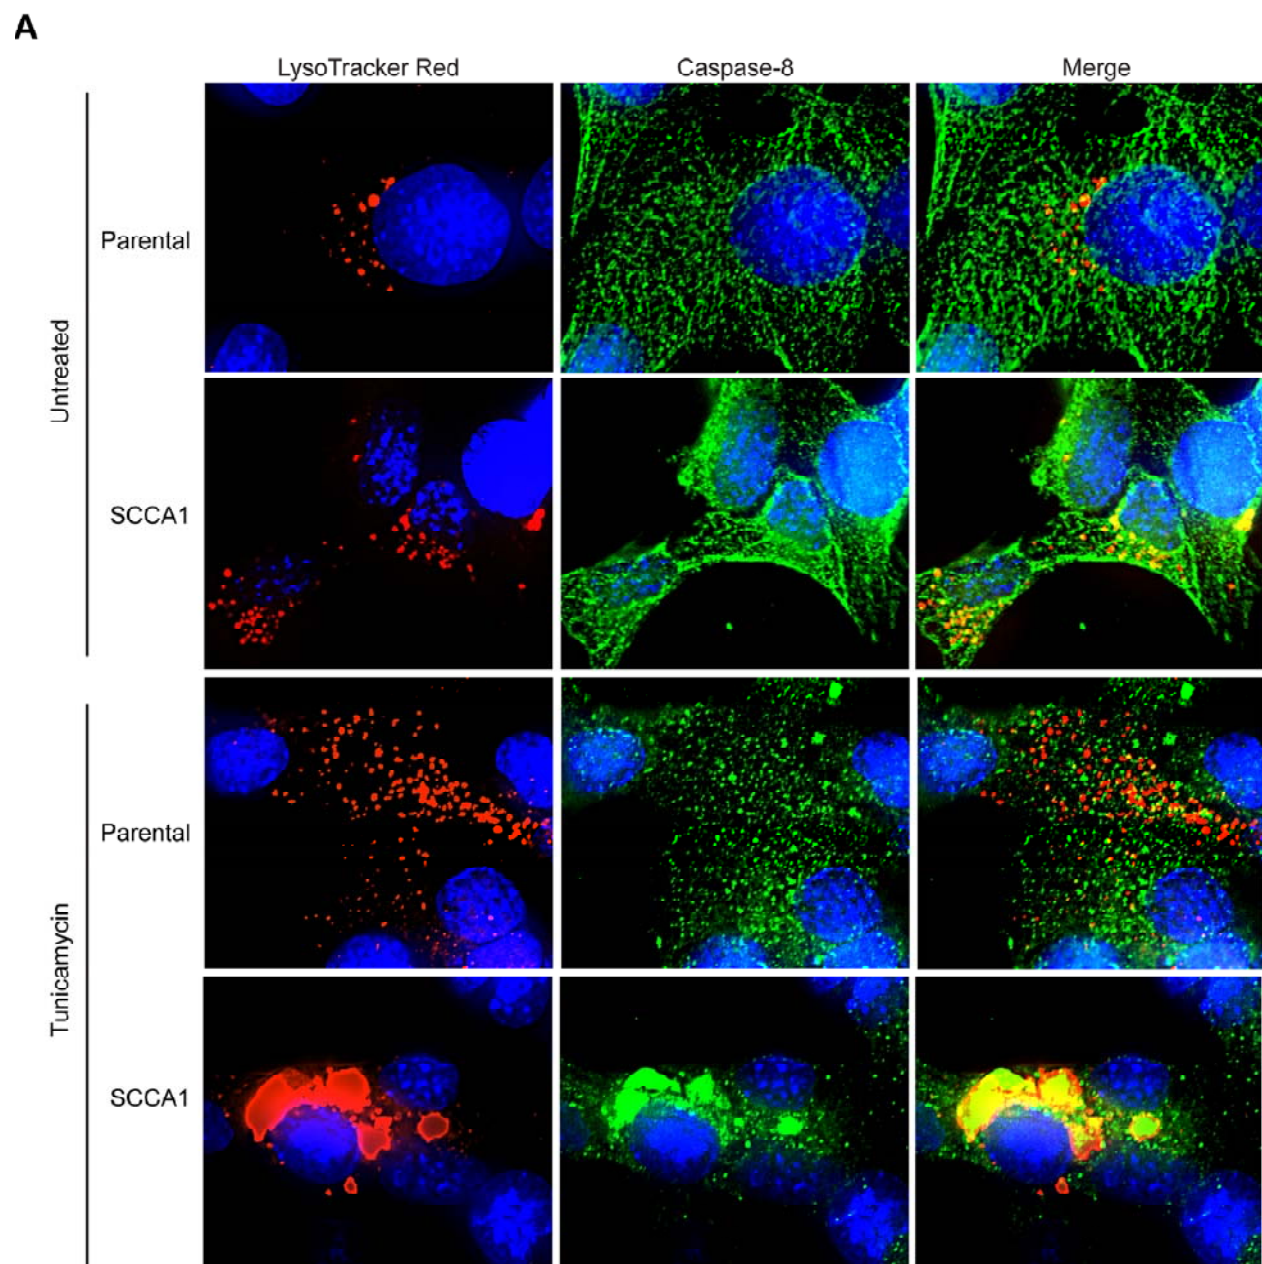 A
LysoTracker Red Caspase-8 Merge
Untreated
Parental
SCCA1
Tunicamycin
Parental
SCCA1